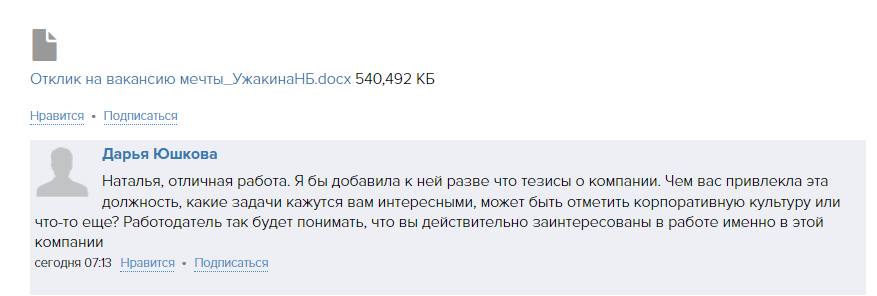 Отклик на вакансию мечты_УжакинаНБ.docx 540,492 КБ
Нравится • Подписаться
Дарья Юшкова
Наталья, отличная работа. Я бы добавила к ней разве что тезисы о компании. Чем вас привлекла эта
должность, какие задачи кажутся вам интересными, может быть отметить корпоративную культуру или
что-то еще? Работодатель так будет понимать, что вы действительно заинтересованы в работе именно в этой
компании
сегодня 07:13 Нравится • Подписаться